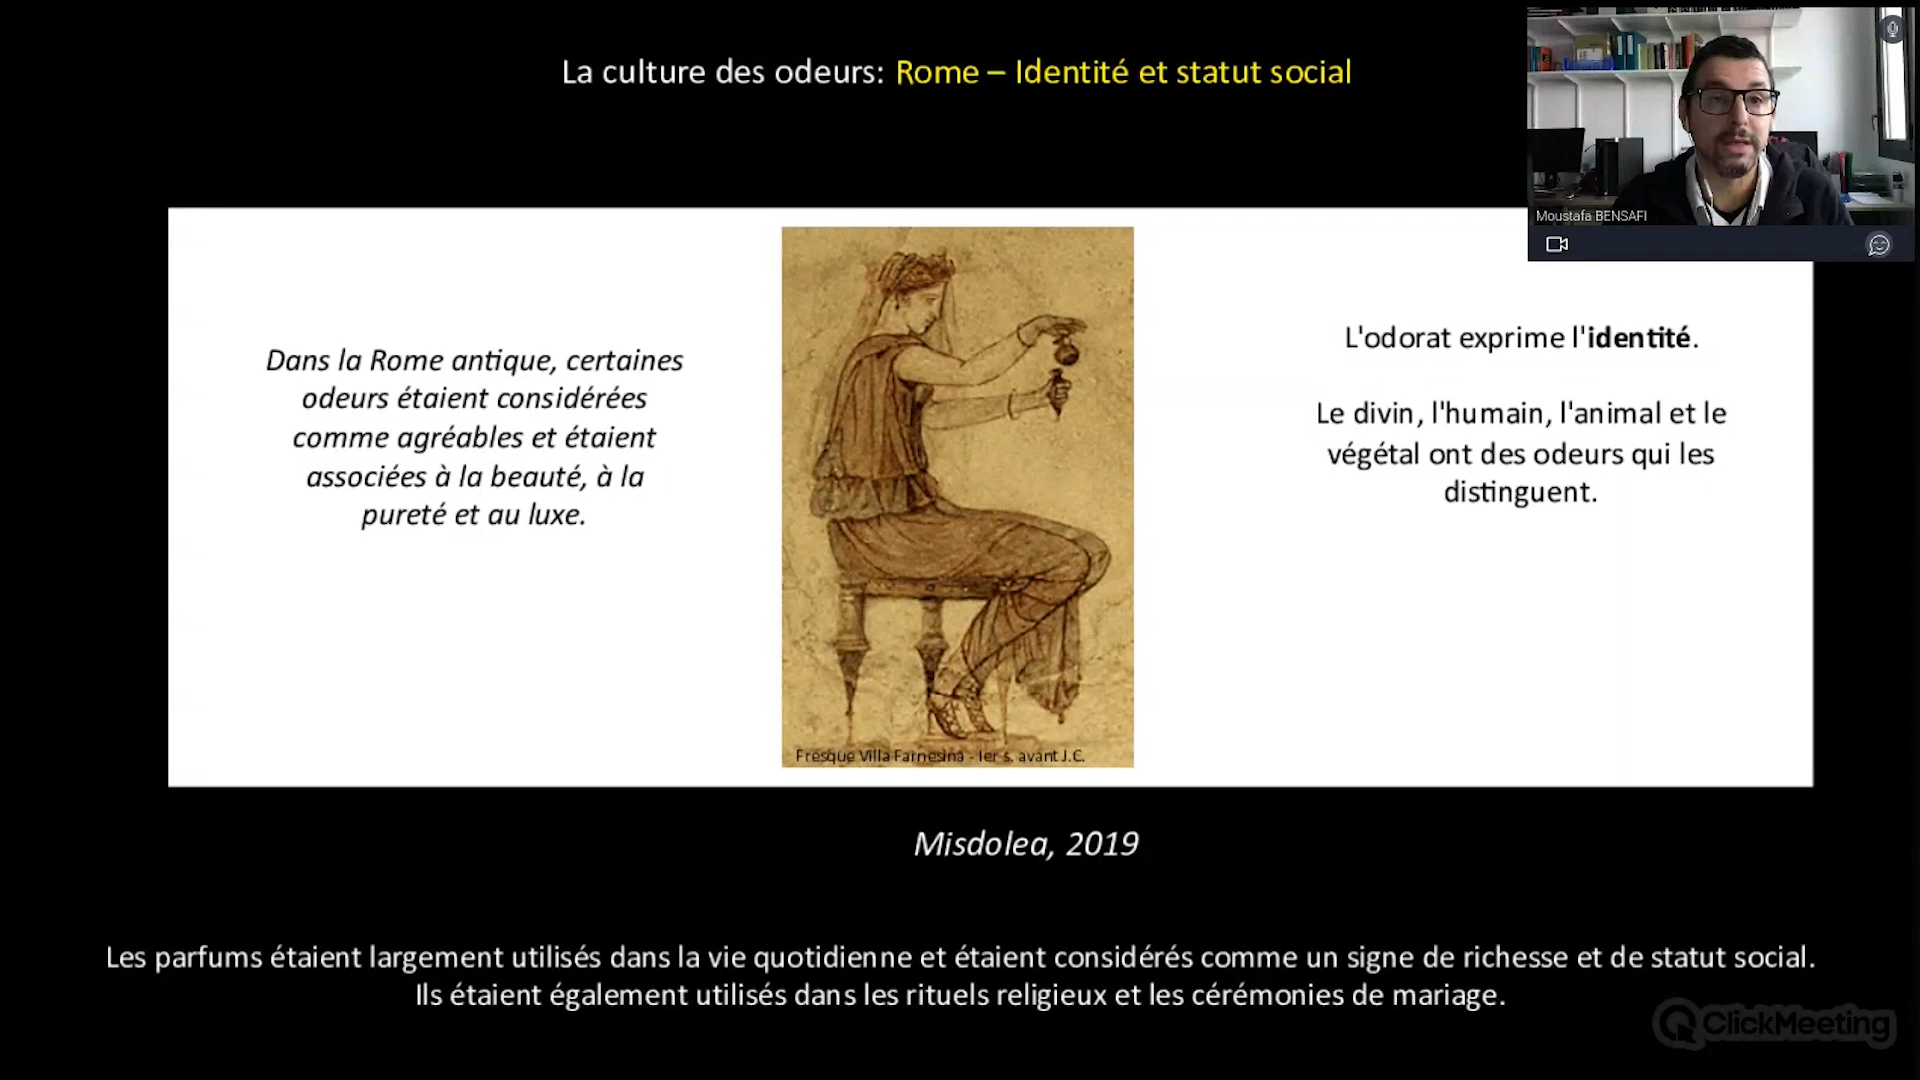 La culture des odeurs: Rome – Identité et statut social
Moustafa BENSAFI
Dans la Rome antique, certaines
odeurs étaient considérées
comme agréables et étaient
associées à la beauté, à la
pureté et au luxe.
Fresque Villa Farnesina - Ier s. avant J.C.
L'odorat exprime l'identité.
Le divin, l'humain, l'animal et le
végétal ont des odeurs qui les
distinguent.
Misdolea, 2019
Les parfums étaient largement utilisés dans la vie quotidienne et étaient considérés comme un signe de richesse et de statut social.
Ils étaient également utilisés dans les rituels religieux et les cérémonies de mariage.
ClickMeeting